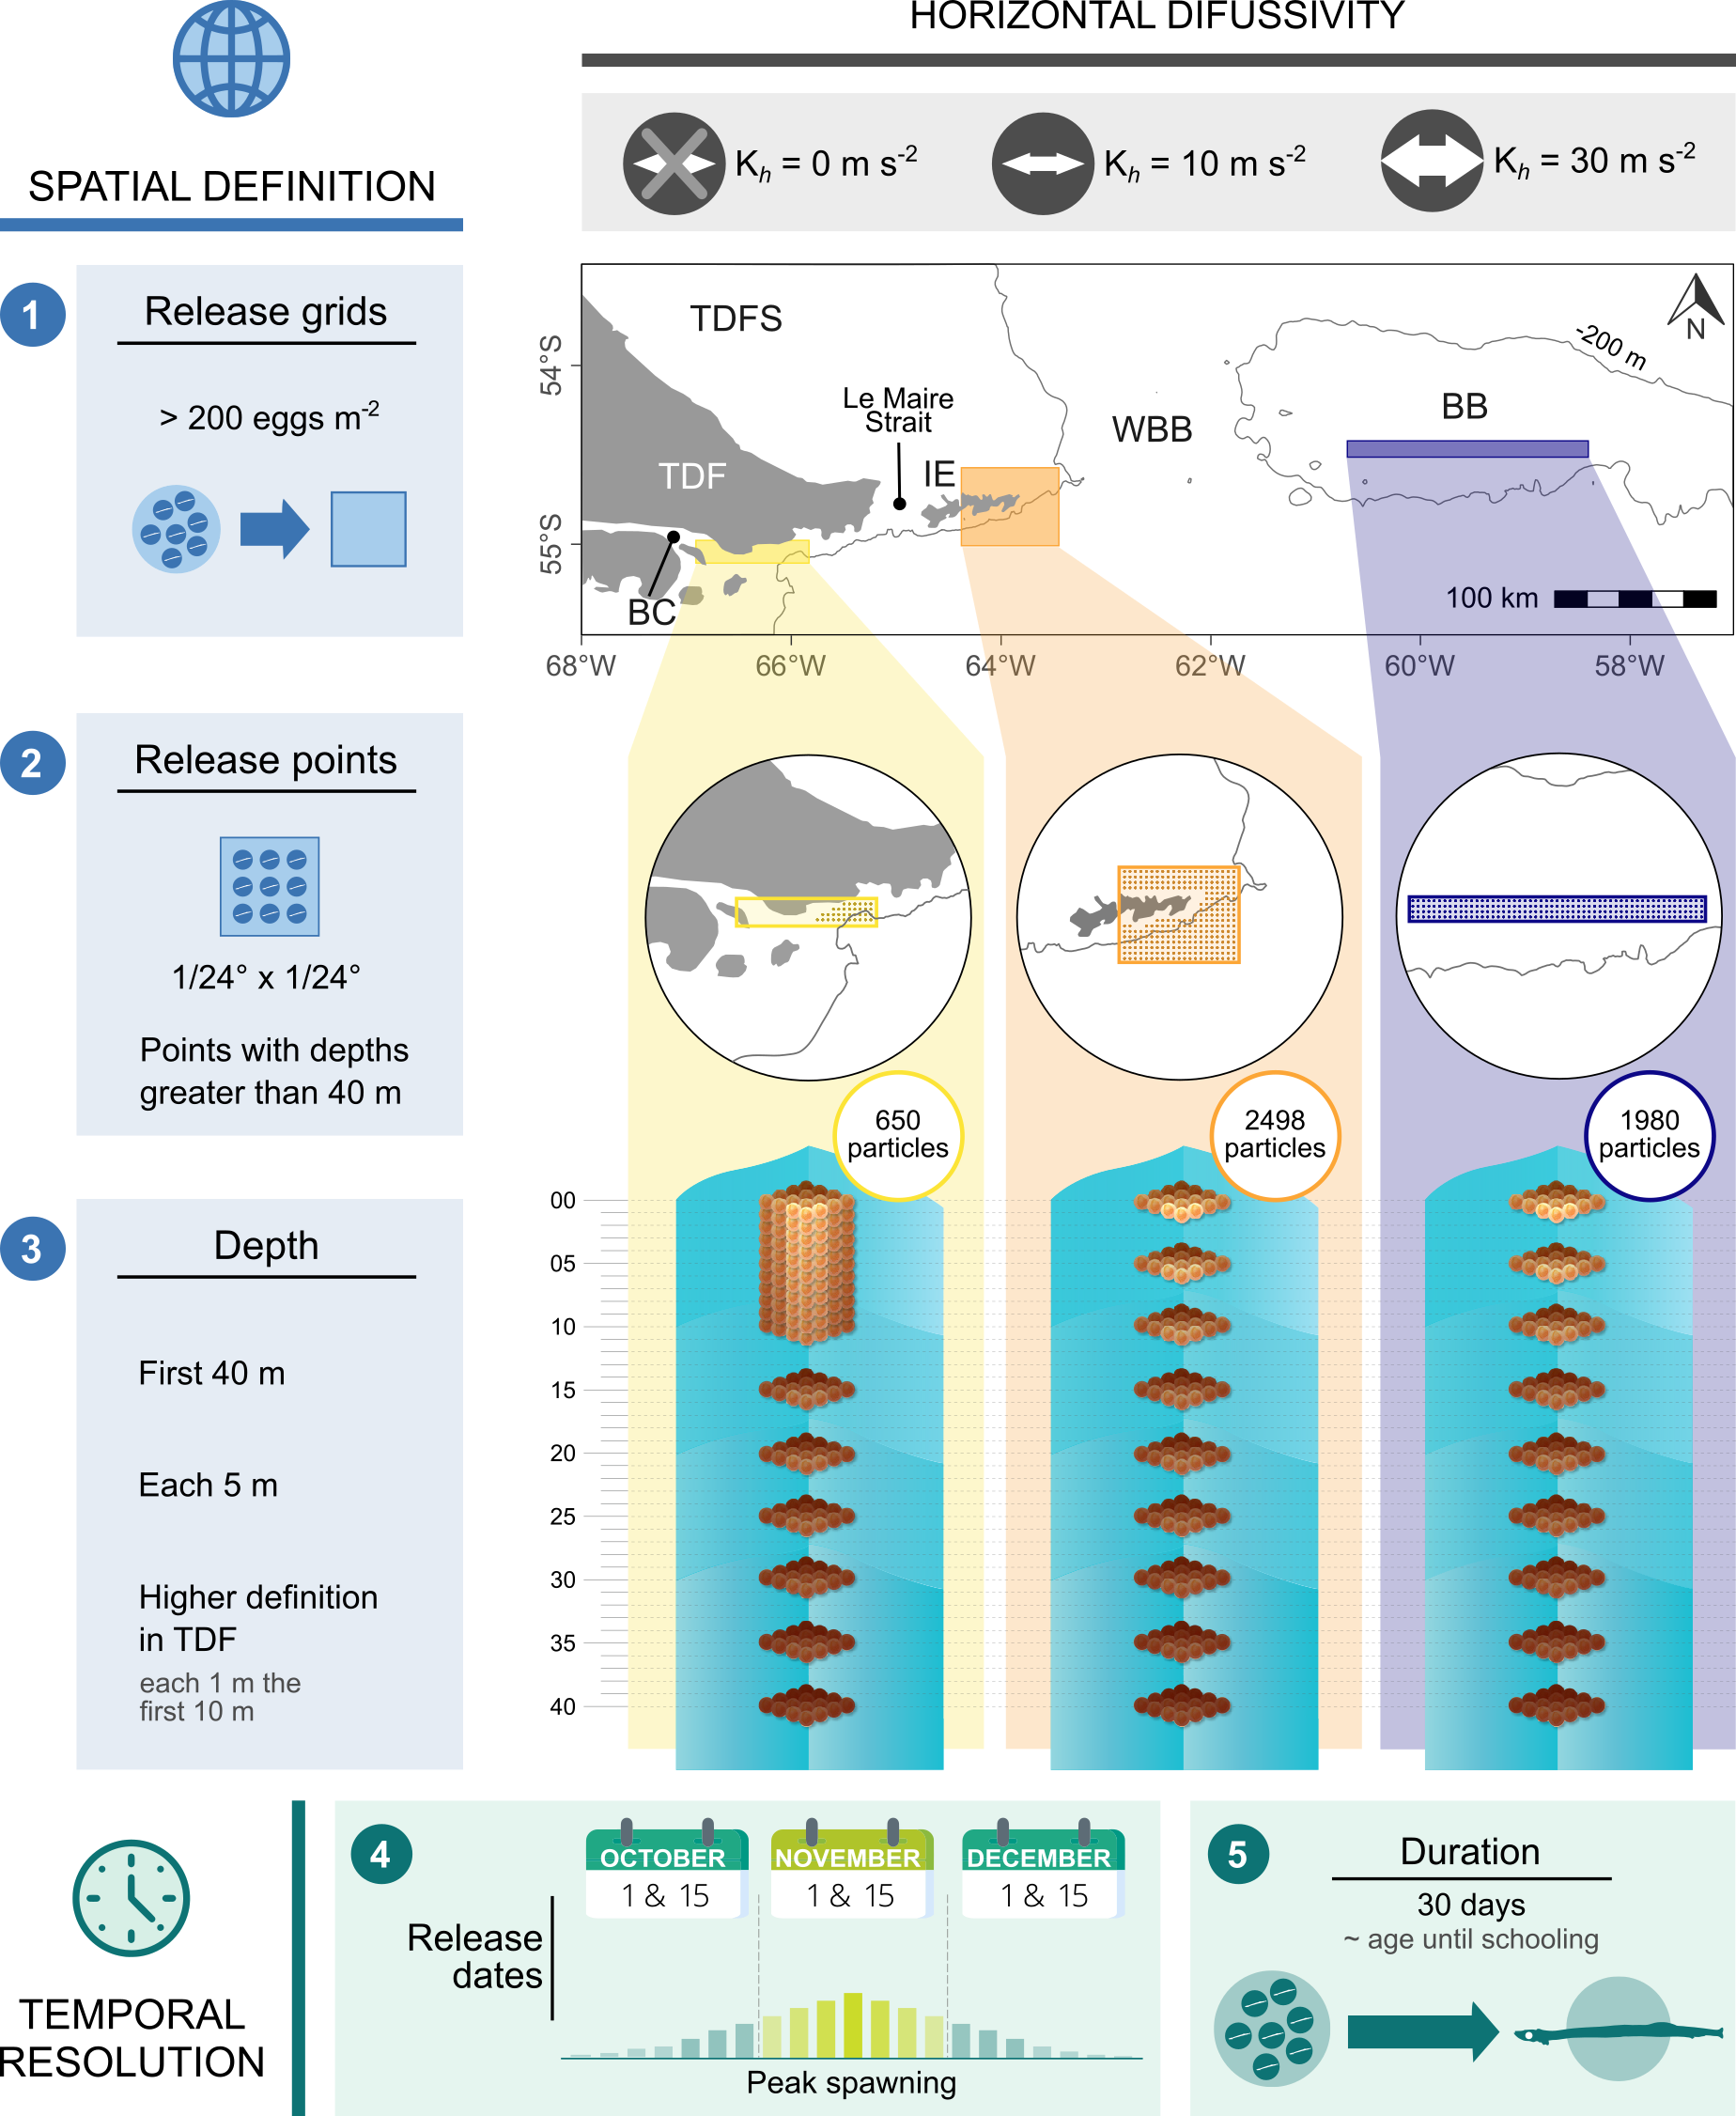 HORIZONTAL DIFUSSIVITY
SPATIAL DEFINITION
Kh = 0 m s-2
Kh = 10 m s-2
Kh = 30 m s-2
1
Release grids
> 200 eggs m-2
TDFS
54°S
55°S
Le Maire
Strait
TDF
IE
WBB
BB
-200 m
N
BC
100 km
68°W
66°W
64°W
62°W
60°W
58°W
2
Release points
1/24° x 1/24°
Points with depths
greater than 40 m
650
particles
2498
particles
1980
particles
3
Depth
First 40 m
Each 5 m
Higher definition
in TDF
each 1 m the
first 10 m
00
05
10
15
20
25
30
35
40
TEMPORAL
RESOLUTION
4
OCTOBER
1 & 15
NOVEMBER
1 & 15
DECEMBER
1 & 15
Release
dates
Peak spawning
5
Duration
30 days
~ age until schooling